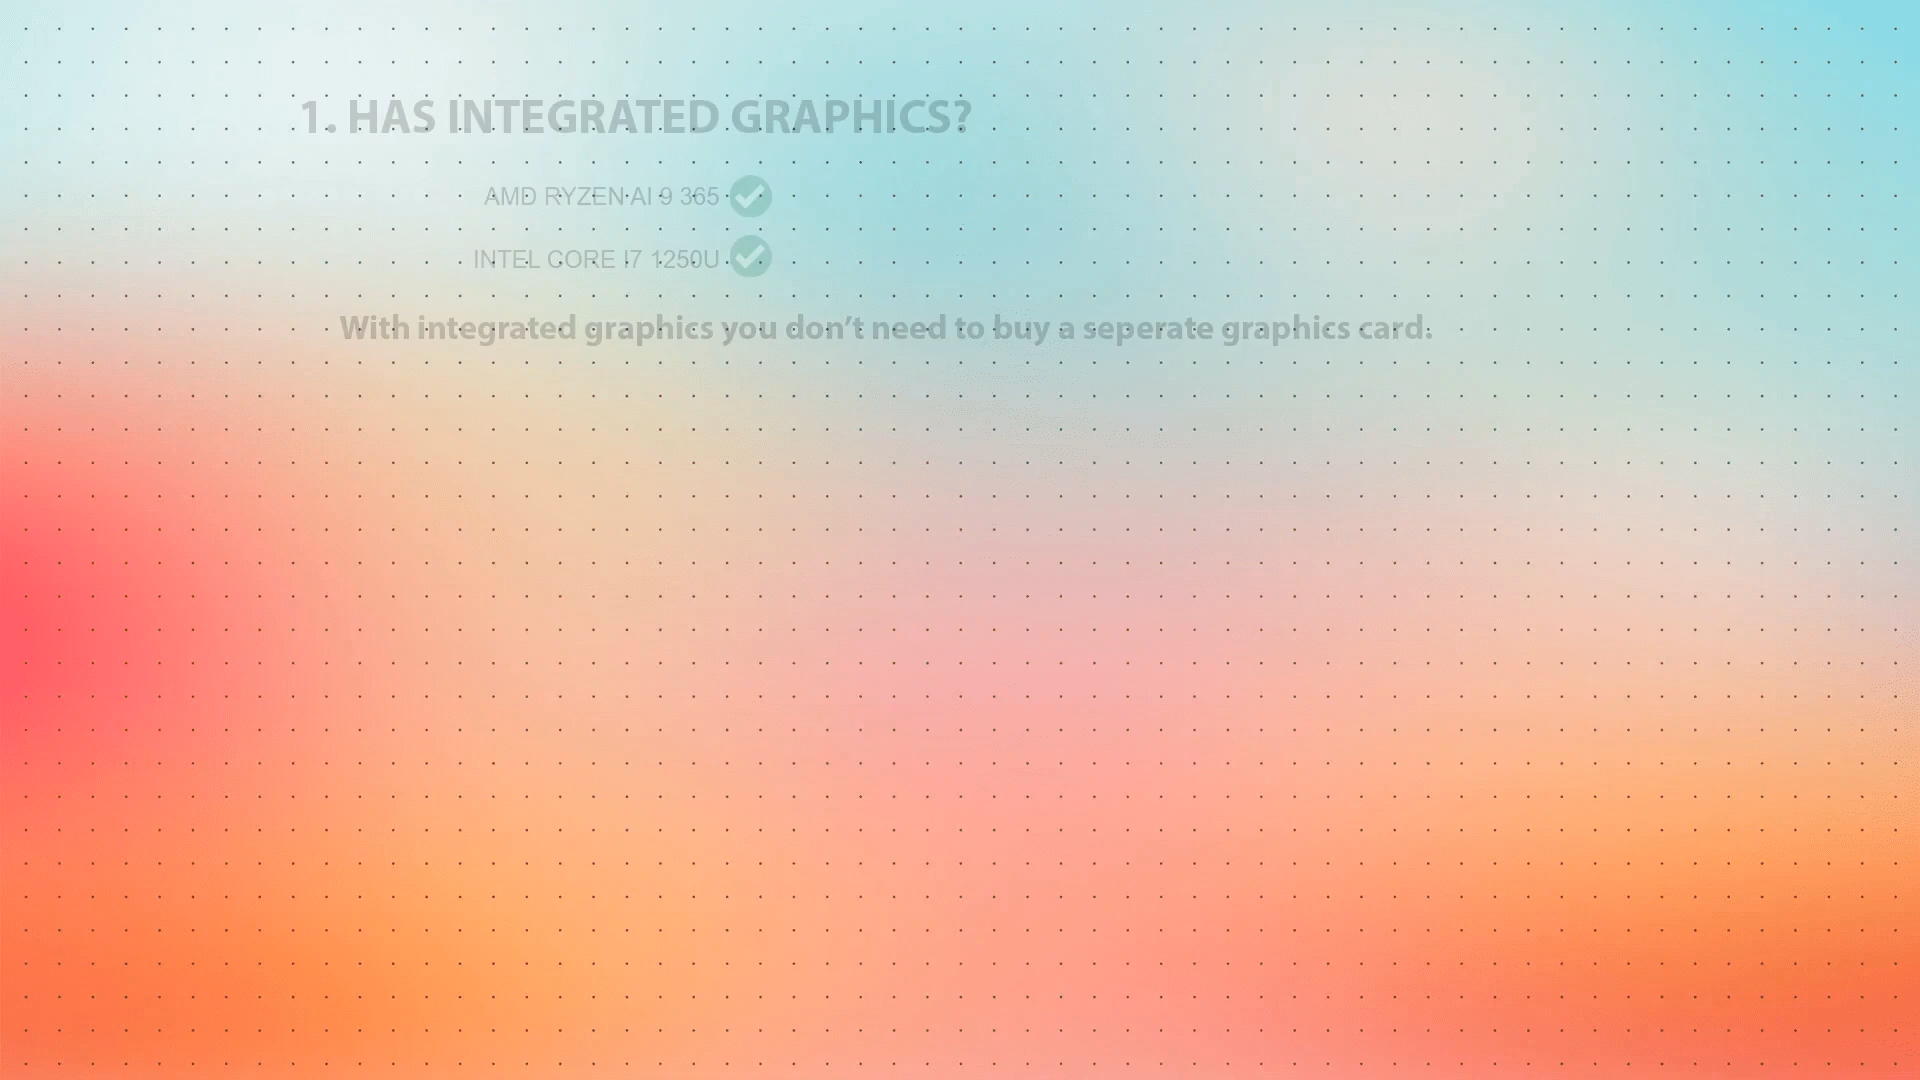 1. HAS INTEGRATED GRAPHICS?
AMD RYZEN AI 9 365
INTEL CORE I7 1250U
With integrated graphics you don’t need to buy a seperate graphics card.